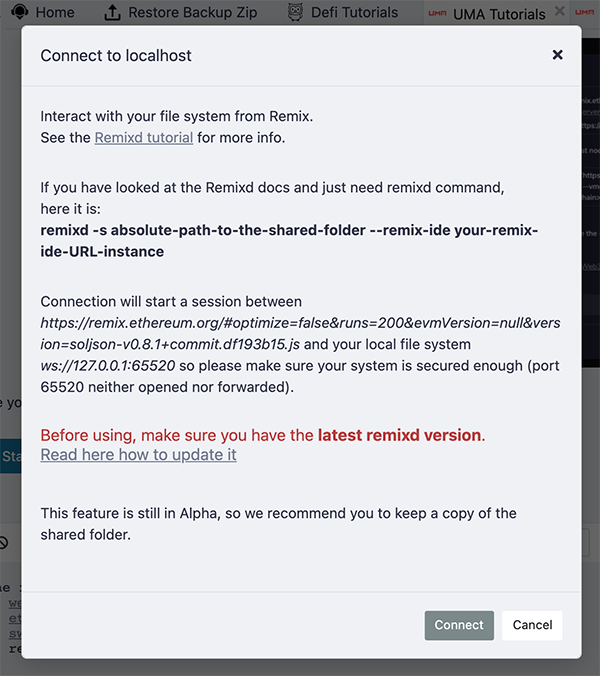 Home
Restore Backup Zip
Defi Tutorials
UMA
UMA Tutorials
UMA
Connect to localhost
Interact with your file system from Remix.
See the Remixd tutorial for more info.
If you have looked at the Remixd docs and just need remixd command,
here it is:
remixd -s absolute-path-to-the-shared-folder --remix-ide your-remix-
ide-URL-instance
Connection will start a session between
https://remix.ethereum.org/#optimize=false&runs=200&evmVersion=null&ver
sion=soljson-v0.8.1+commit.df193b15.js and your local file system
ws://127.0.0.1:65520 so please make sure your system is secured enough (port
65520 neither opened nor forwarded).
Before using, make sure you have the latest remixd version.
Read here how to update it
This feature is still in Alpha, so we recommend you to keep a copy of the
shared folder.
Connect
Cancel